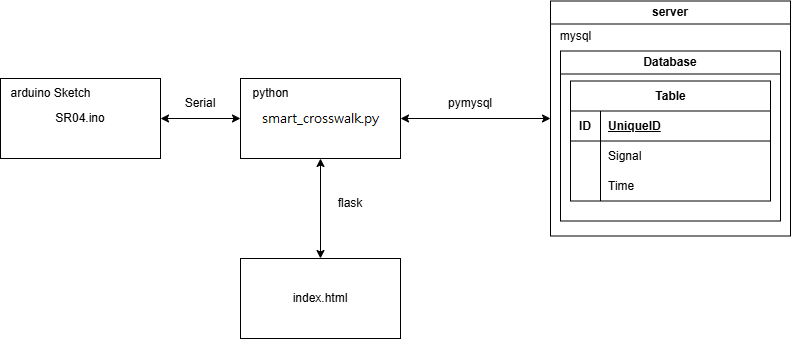 server
mysql
Database
Table
ID UniqueID
Signal
Time
arduino Sketch
SR04.ino
Serial
python
smart_crosswalk.py
pymysql
flask
index.html